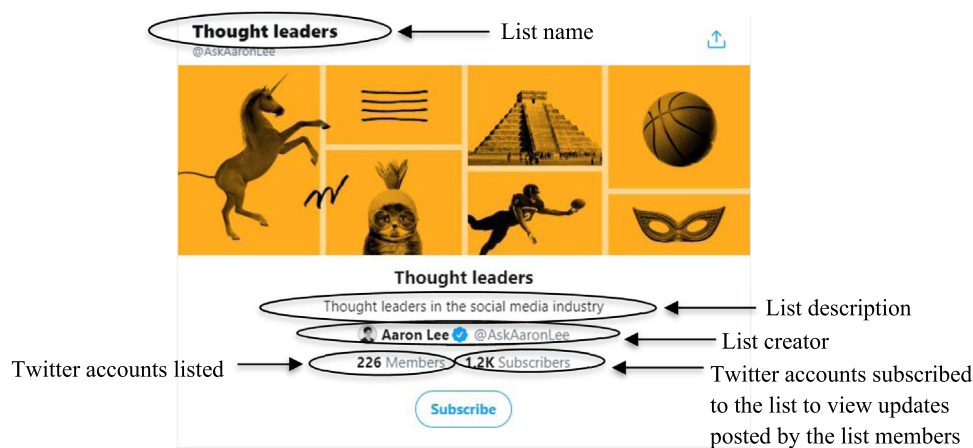 Thought leaders
@AskAaronLee
List name
Thought leaders
Thought leaders in the social media industry
List description
Aaron Lee @AskAaronLee
List creator
Twitter accounts listed
226 Members 1.2K Subscribers
Twitter accounts subscribed
to the list to view updates
posted by the list members
Subscribe